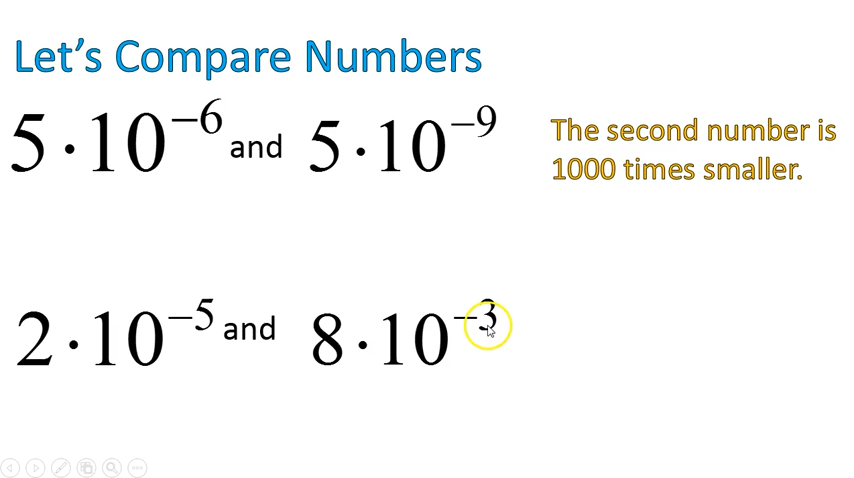 Let's Compare Numbers
5·10⁻⁶ and 5·10⁻⁹
The second number is
1000 times smaller.
2·10⁻⁵ and 8·10⁻³